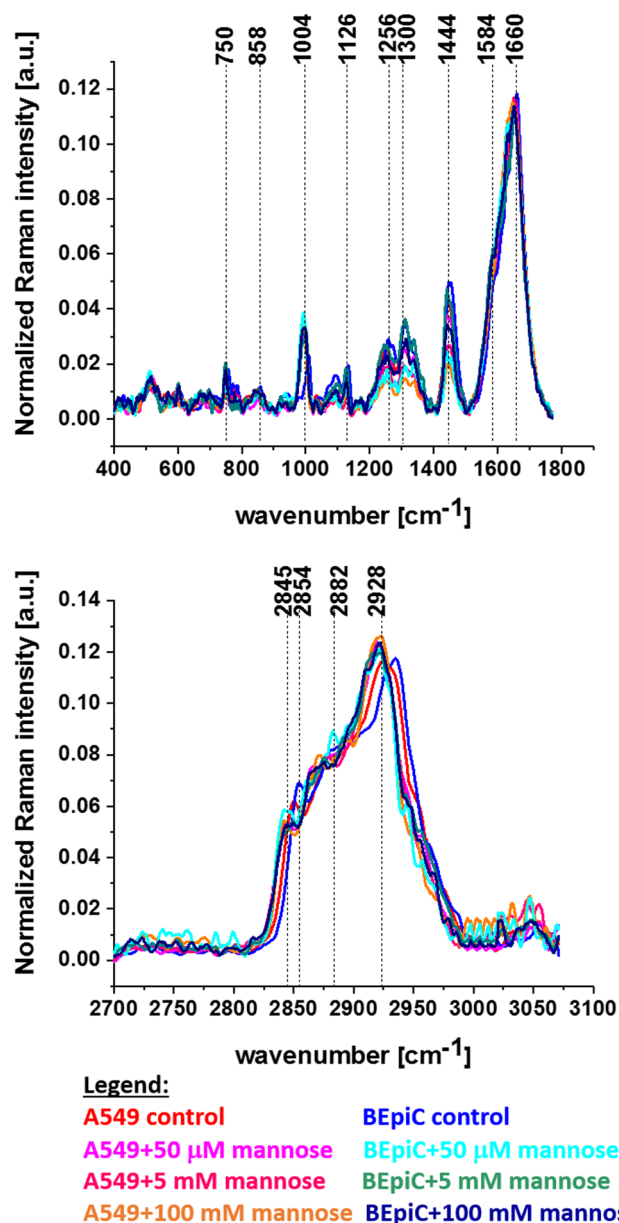 750 858 1004 1126 1256 1300 1444 1584 1660
Normalized Raman intensity [a.u.]
0.12
0.10
0.08
0.06
0.04
0.02
0.00
400 600 800 1000 1200 1400 1600 1800
wavenumber [cm-1]
2845 2854 2882 2928
Normalized Raman intensity [a.u.]
0.14
0.12
0.10
0.08
0.06
0.04
0.02
0.00
2700 2750 2800 2850 2900 2950 3000 3050 3100
wavenumber [cm-1]
Legend:
A549 control BEpiC control
A549+50 μM mannose BEpiC+50 μM mannose
A549+5 mM mannose BEpiC+5 mM mannose
A549+100 mM mannose BEpiC+100 mM mannos